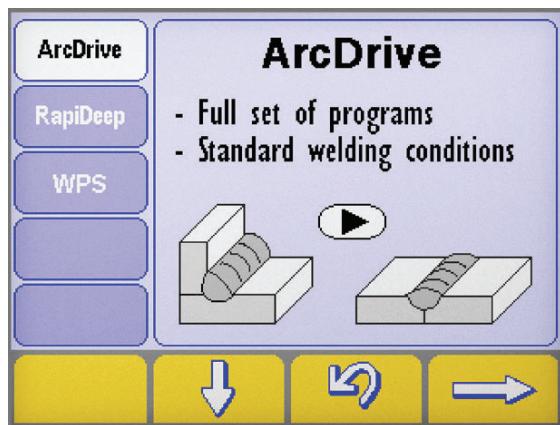 ArcDrive
RapiDeep
WPS
ArcDrive
- Full set of programs
- Standard welding conditions